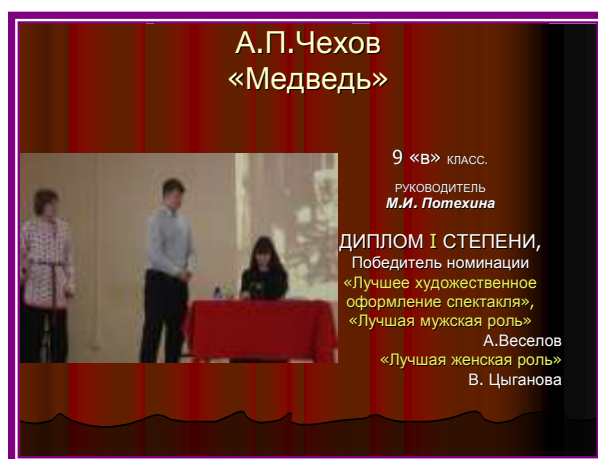 А.П.Чехов
«Медведь»
9 «в» класс.
руководитель
М.И. Потехина
ДИПЛОМ I СТЕПЕНИ,
Победитель номинации
«Лучшее художественное
оформление спектакля»,
«Лучшая мужская роль»
А.Веселов
«Лучшая женская роль»
В. Цыганова